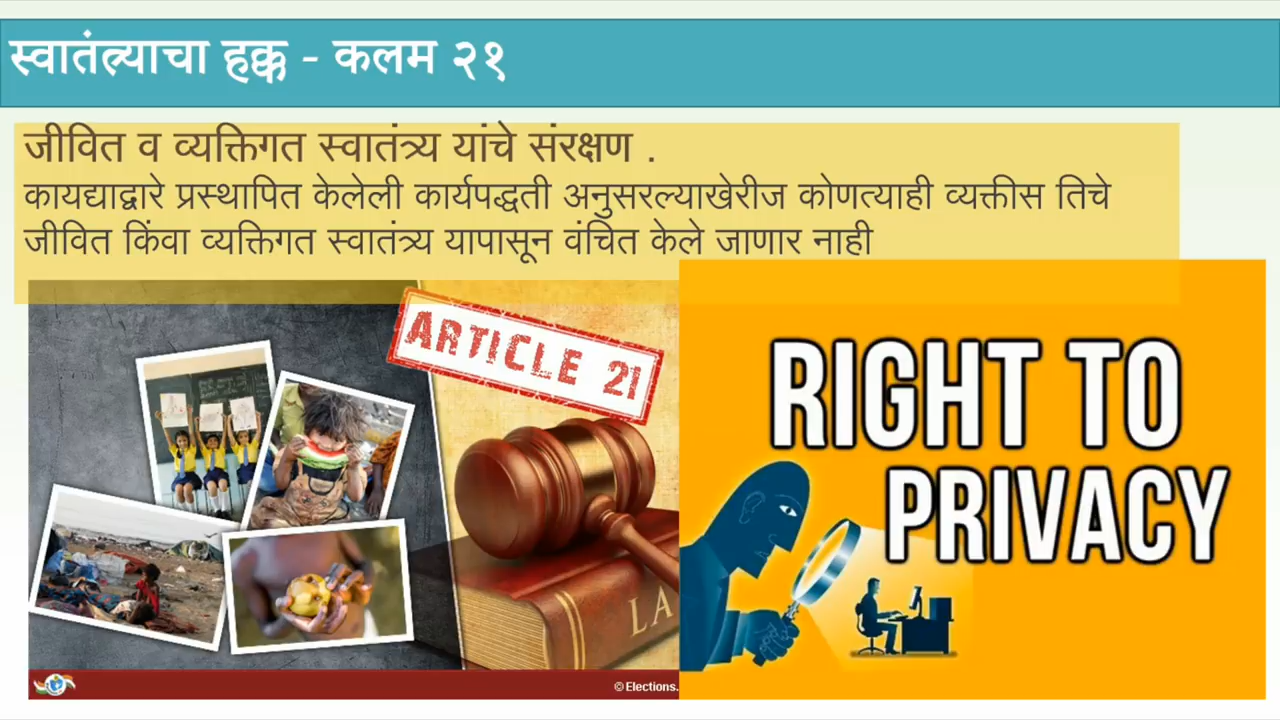 स्वातंत्र्याचा हक्क - कलम २१
जीवित व व्यक्तिगत स्वातंत्र्य यांचे संरक्षण .
कायद्याद्वारे प्रस्थापित केलेली कार्यपद्धती अनुसरल्याखेरीज कोणत्याही व्यक्तीस तिचे
जीवित किंवा व्यक्तिगत स्वातंत्र्य यापासून वंचित केले जाणार नाही
ARTICLE 21
RIGHT TO
PRIVACY
LA
© Elections.